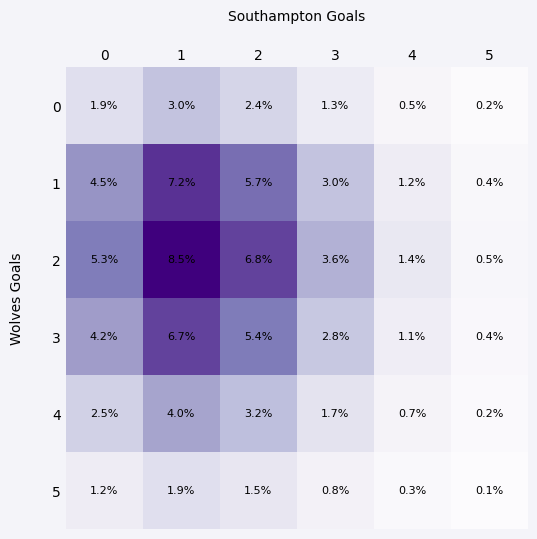 Southampton Goals
0 1 2 3 4 5
0 1.9% 3.0% 2.4% 1.3% 0.5% 0.2%
1 4.5% 7.2% 5.7% 3.0% 1.2% 0.4%
2 5.3% 8.5% 6.8% 3.6% 1.4% 0.5%
3 4.2% 6.7% 5.4% 2.8% 1.1% 0.4%
4 2.5% 4.0% 3.2% 1.7% 0.7% 0.2%
5 1.2% 1.9% 1.5% 0.8% 0.3% 0.1%
Wolves Goals